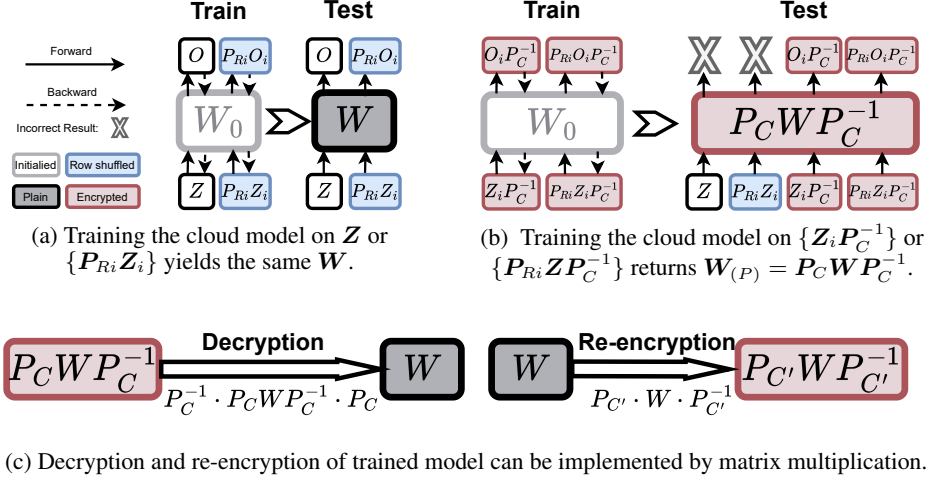 Train
Test
Train
Test
Forward
Backward
Incorrect Result:
Initialied
Row shuffled
Plain
Encrypted
O
P_{Ri}O_i
W_0
Z
P_{Ri}Z_i
O
P_{Ri}O_i
W
Z
P_{Ri}Z_i
O_iP_C^{-1}
P_{Ri}O_iP_C^{-1}
W_0
Z_iP_C^{-1}
P_{Ri}Z_iP_C^{-1}
O_iP_C^{-1}
P_{Ri}O_iP_C^{-1}
P_CWP_C^{-1}
Z
P_{Ri}Z_i
Z_iP_C^{-1}
P_{Ri}Z_iP_C^{-1}
(a) Training the cloud model on Z or
{P_{Ri}Z_i} yields the same W.
(b) Training the cloud model on {Z_iP_C^{-1}} or
{P_{Ri}ZP_C^{-1}} returns W_{(P)} = P_CWP_C^{-1}.
P_CWP_C^{-1}
Decryption
P_C^{-1} · P_CWP_C^{-1} · P_C
W
W
Re-encryption
P_{C'} · W · P_{C'}^{-1}
P_{C'}WP_{C'}^{-1}
(c) Decryption and re-encryption of trained model can be implemented by matrix multiplication.